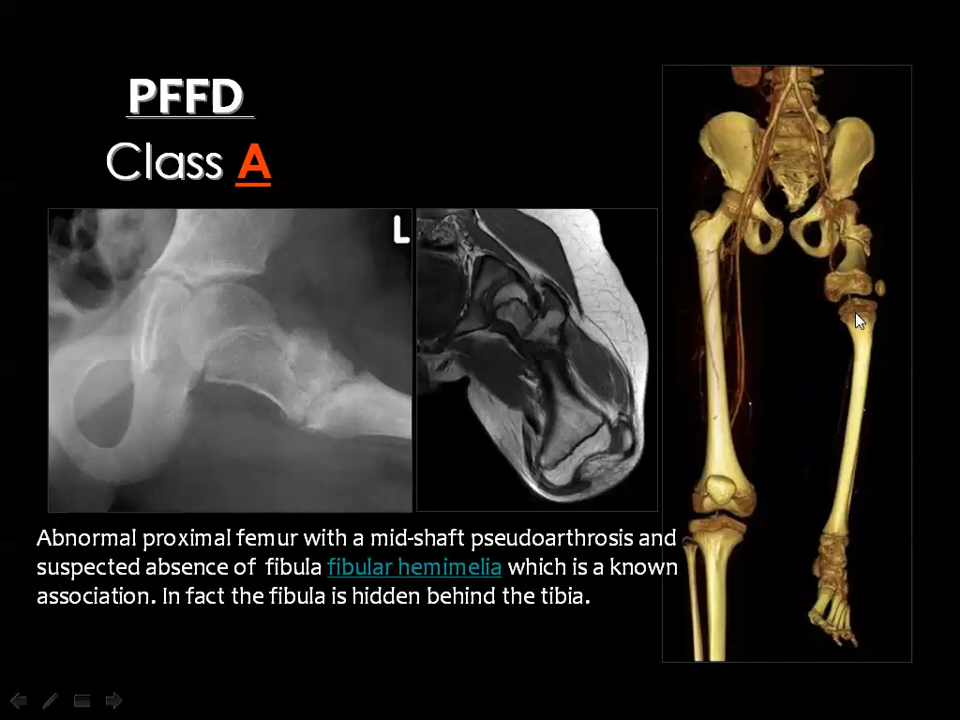 PFFD
Class A
L
Abnormal proximal femur with a mid-shaft pseudoarthrosis and
suspected absence of fibula fibular hemimelia which is a known
association. In fact the fibula is hidden behind the tibia.